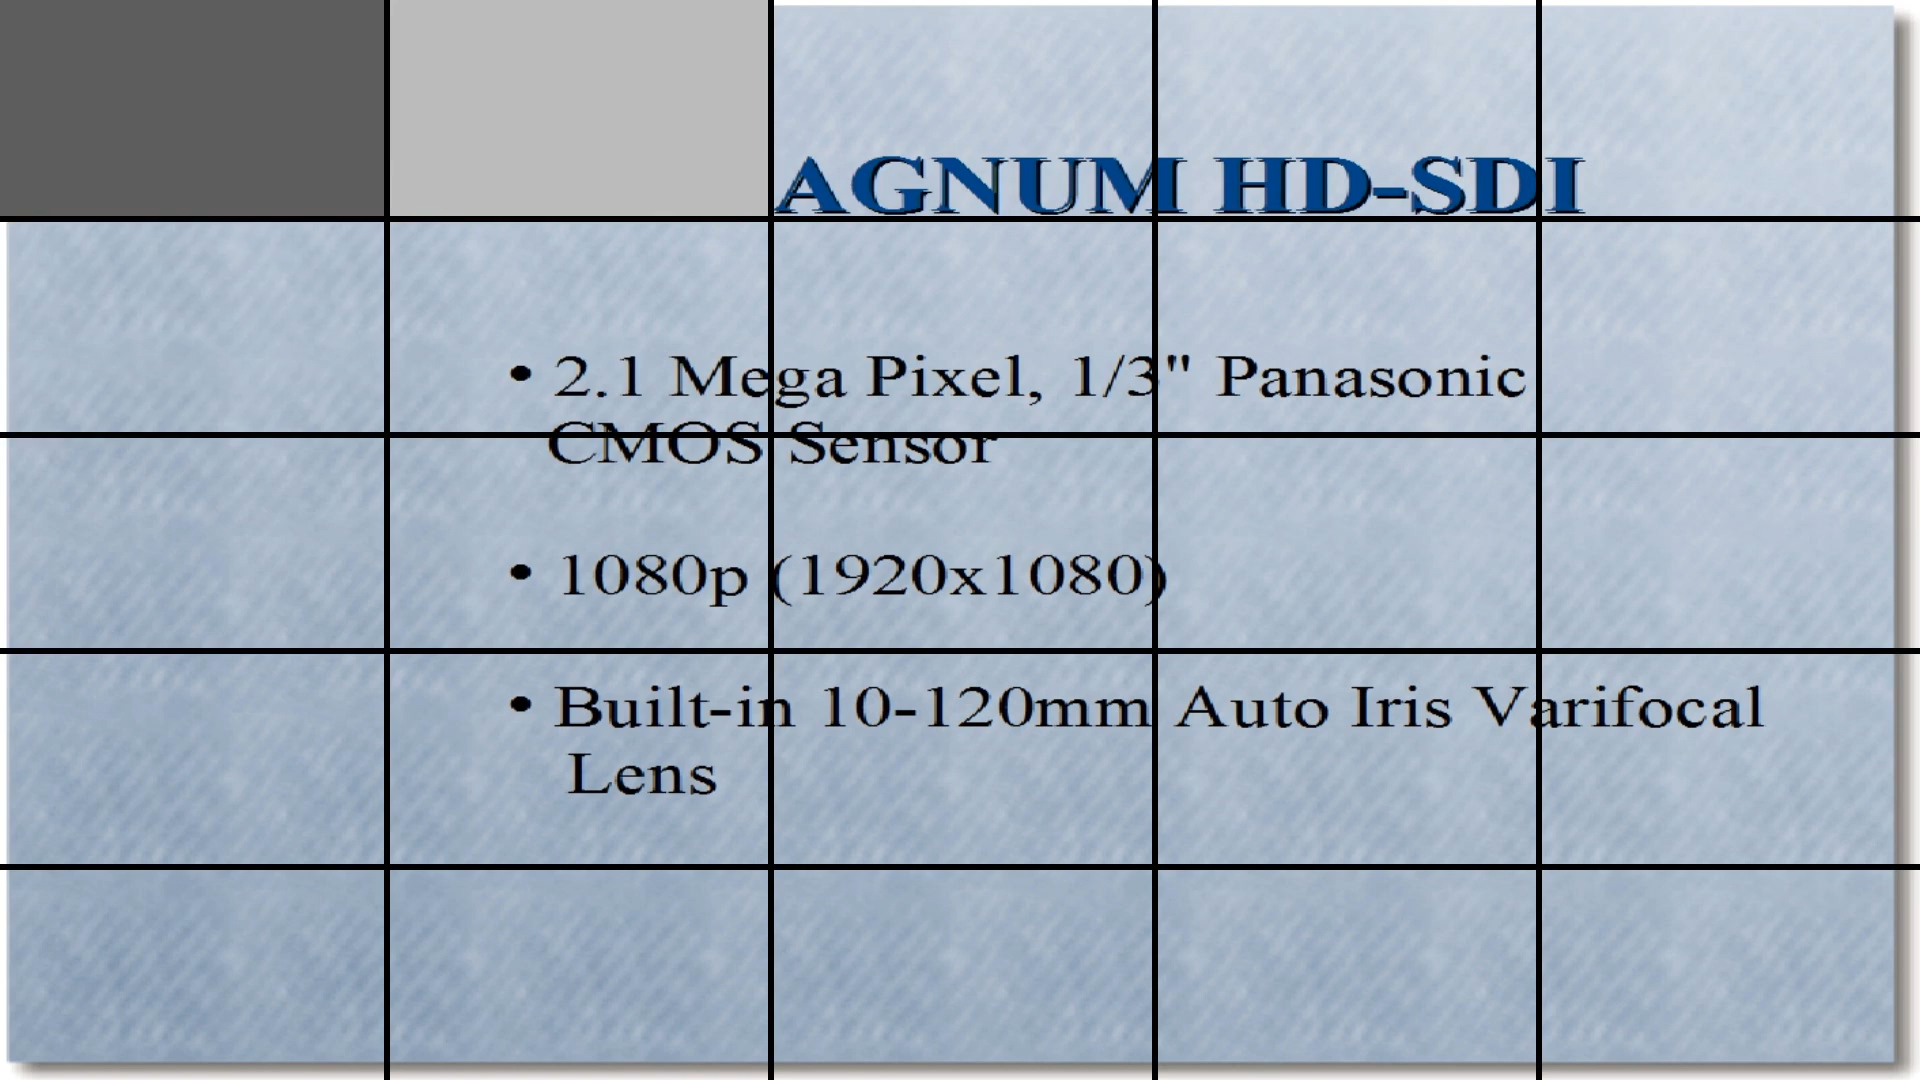 AGNUM HD-SDI
• 2.1 Mega Pixel, 1/3" Panasonic
CMOS Sensor
• 1080p (1920x1080)
• Built-in 10-120mm Auto Iris Varifocal
Lens